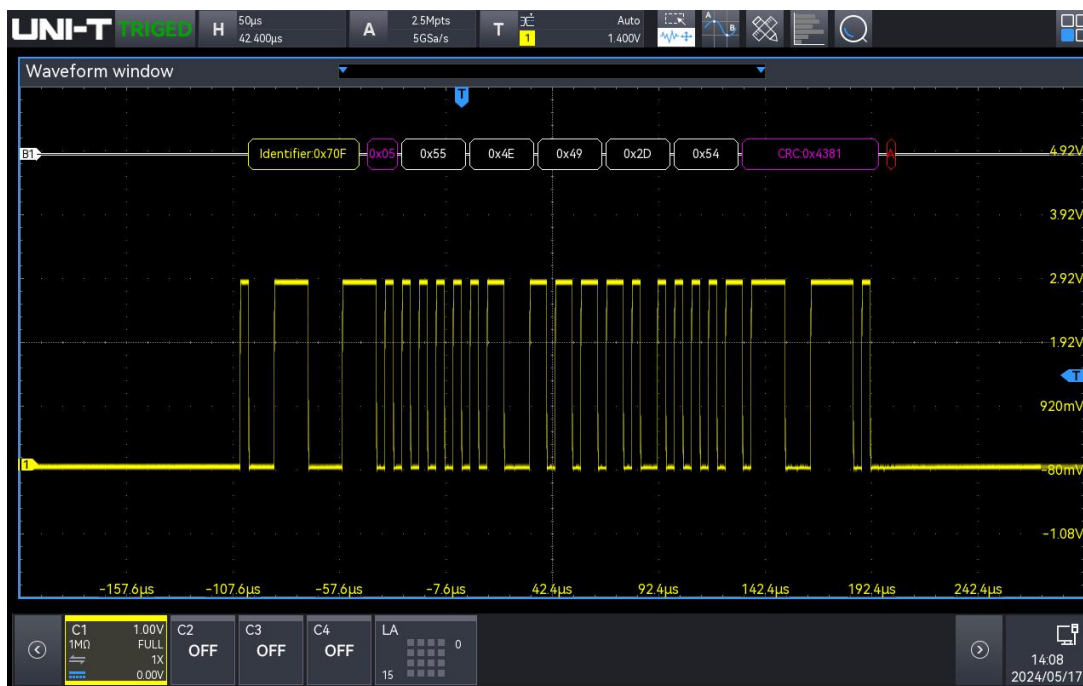 UNI-T TRIGED H 50μs 42.400μs A 2.5Mpts 5GSa/s T 1 Auto 1.400V A B
Waveform window
T
B1 Identifier:0x70F 0x05 0x55 0x4E 0x49 0x2D 0x54 CRC:0x4381 A 4.92V
3.92V
2.92V
1.92V
T
920mV
1 -80mV
-1.08V
-157.6μs -107.6μs -57.6μs -7.6μs 42.4μs 92.4μs 142.4μs 192.4μs 242.4μs
C1 1.00V C2 C3 C4 LA
1MΩ FULL OFF OFF OFF 0
1X
0.00V 15
14:08
2024/05/17